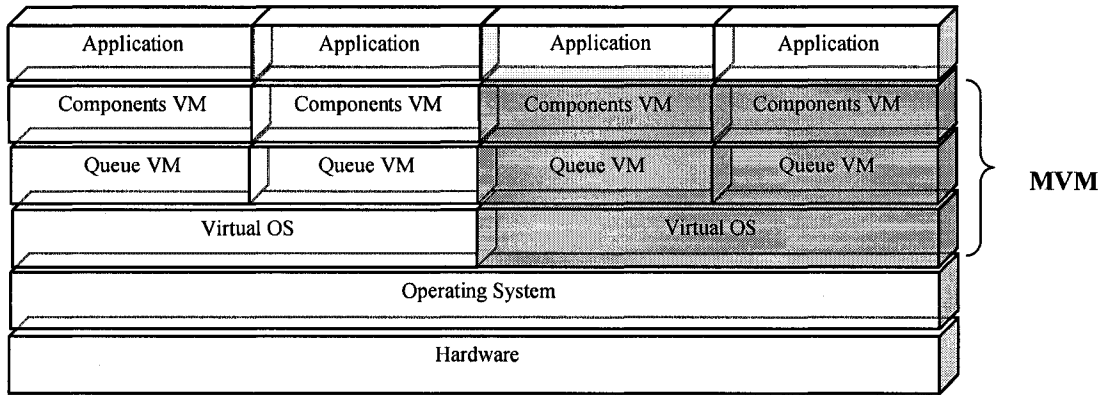 Application Application Application Application
Components VM Components VM Components VM Components VM
Queue VM Queue VM Queue VM Queue VM
MVM
Virtual OS Virtual OS
Operating System
Hardware